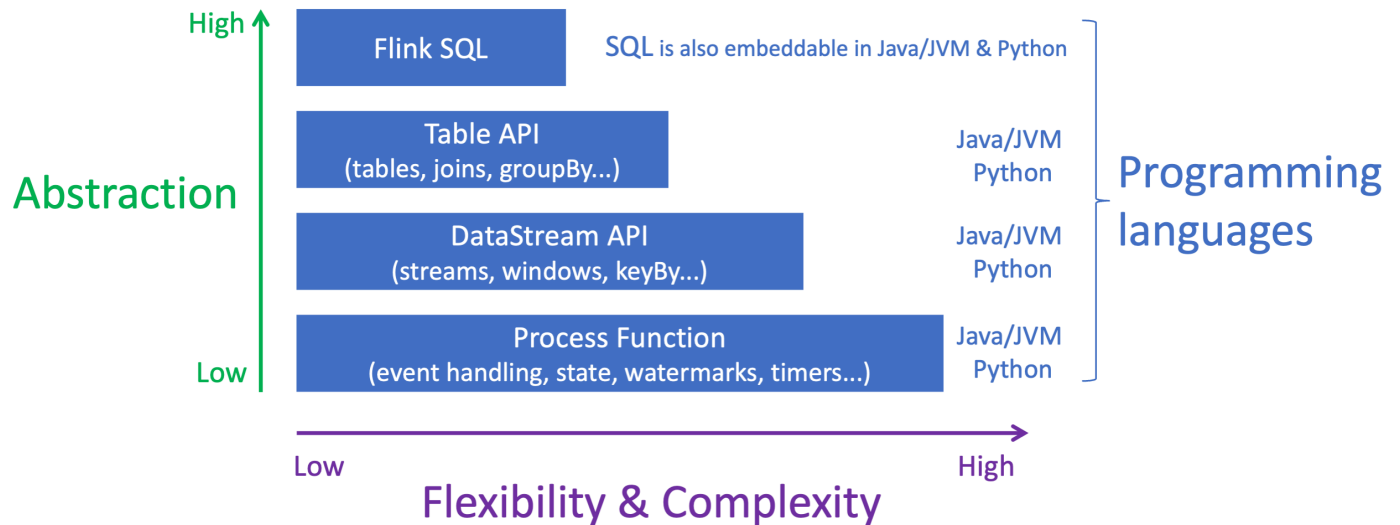 High
Flink SQL
SQL is also embeddable in Java/JVM & Python
Table API
(tables, joins, groupBy...)
Java/JVM
Python
Abstraction
Programming
languages
DataStream API
(streams, windows, keyBy...)
Java/JVM
Python
Process Function
(event handling, state, watermarks, timers...)
Java/JVM
Python
Low
Low
High
Flexibility & Complexity